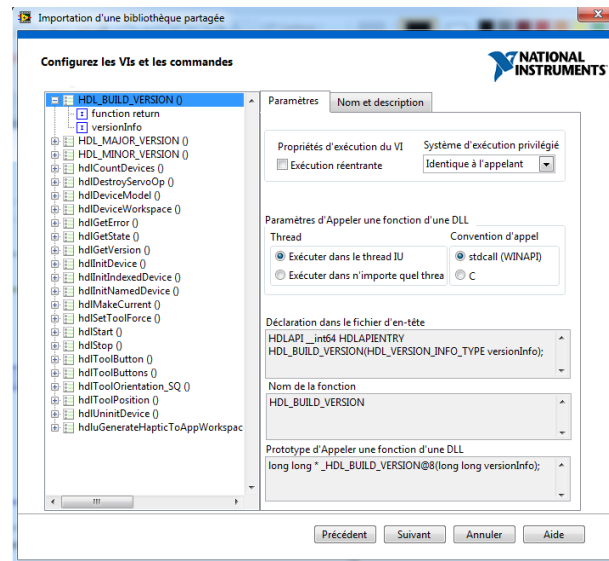 Importation d'une bibliothèque partagée
Configurez les VIs et les commandes
NATIONAL
INSTRUMENTS
HDL_BUILD_VERSION ()
function return
versionInfo
HDL_MAJOR_VERSION ()
HDL_MINOR_VERSION ()
hdlCountDevices ()
hdlDestroyServoOp ()
hdlDeviceModel ()
hdlDeviceWorkspace ()
hdlGetError ()
hdlGetState ()
hdlGetVersion ()
hdlInitDevice ()
hdlInitIndexedDevice ()
hdlInitNamedDevice ()
hdlMakeCurrent ()
hdlSetToolForce ()
hdlStart ()
hdlStop ()
hdlToolButton ()
hdlToolButtons ()
hdlToolOrientation_SQ ()
hdlToolPosition ()
hdlUninitDevice ()
hdluGenerateHapticToAppWorkspac
Paramètres
Nom et description
Propriétés d'exécution du VI
Système d'exécution privilégié
Exécution réentrante
Identique à l'appelant
Paramètres d'Appeler une fonction d'une DLL
Thread
Convention d'appel
Exécuter dans le thread IU
stdcall (WINAPI)
Exécuter dans n'importe quel threa
C
Déclaration dans le fichier d'en-tête
HDLAPI __int64 HDLAPIENTRY
HDL_BUILD_VERSION(HDL_VERSION_INFO_TYPE versionInfo);
Nom de la fonction
HDL_BUILD_VERSION
Prototype d'Appeler une fonction d'une DLL
long long * _HDL_BUILD_VERSION@8(long long versionInfo);
Précédent
Suivant
Annuler
Aide